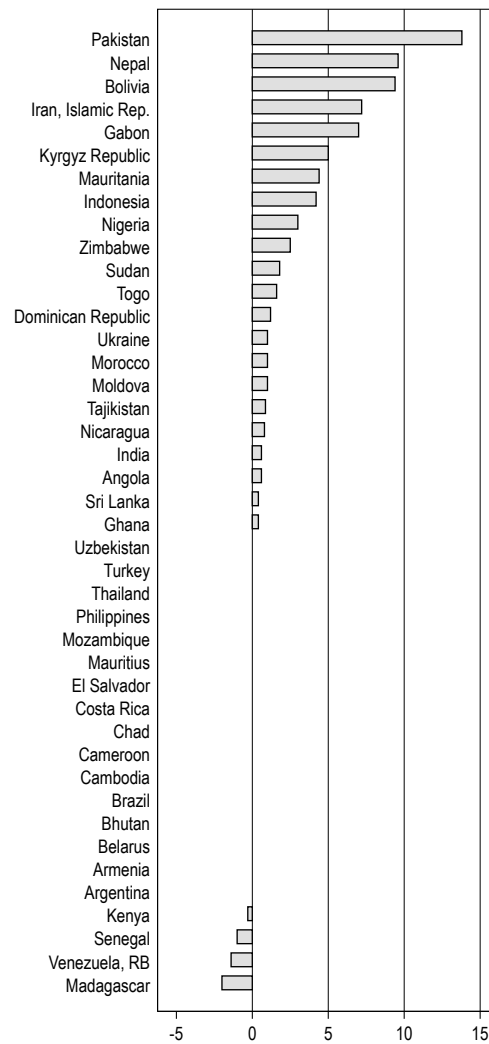 Pakistan
Nepal
Bolivia
Iran, Islamic Rep.
Gabon
Kyrgyz Republic
Mauritania
Indonesia
Nigeria
Zimbabwe
Sudan
Togo
Dominican Republic
Ukraine
Morocco
Moldova
Tajikistan
Nicaragua
India
Angola
Sri Lanka
Ghana
Uzbekistan
Turkey
Thailand
Philippines
Mozambique
Mauritius
El Salvador
Costa Rica
Chad
Cameroon
Cambodia
Brazil
Bhutan
Belarus
Armenia
Argentina
Kenya
Senegal
Venezuela, RB
Madagascar
-5 0 5 10 15